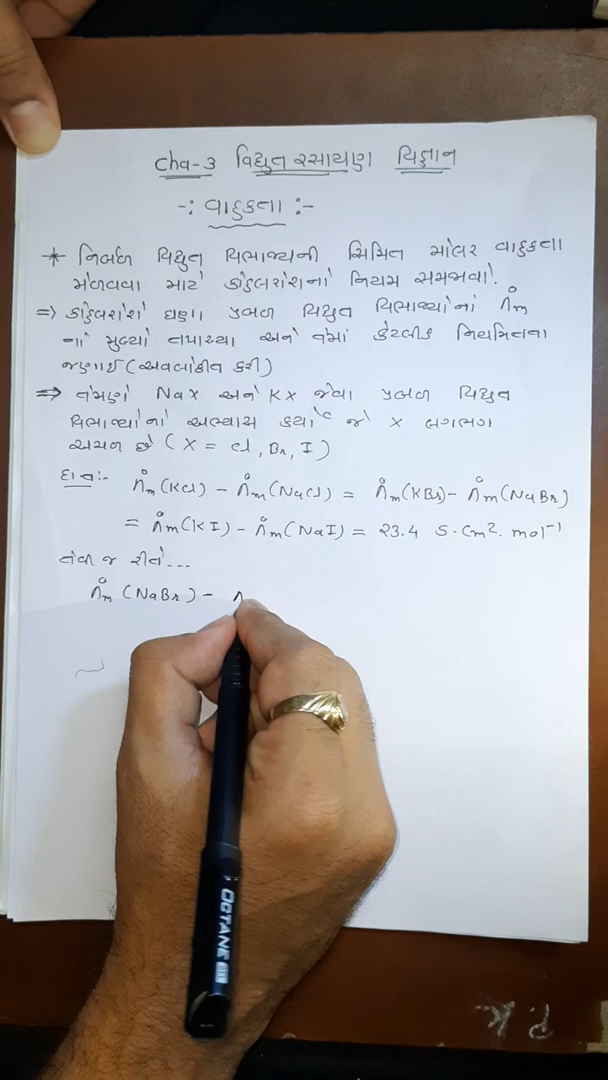 Cha-3 વિદ્યુત રસાયણ વિજ્ઞાન
-: વાહકતા :-
* નિર્બળ વિદ્યુત વિભાજ્યની સિમિત મોલર વાહકતા
મેળવવા માટે કોહલરોશનો નિયમ સમજાવો.
=> કોહલરોશે ઘણા પ્રબળ વિદ્યુત વિભાજ્યોનાં Λ°m
નાં મુલ્યો તપાસ્યા અને તેમાં કેટલીક નિયમિતતા
જણાઈ (અવલોકીત કરી)
=> તેમણે NaX અને KX જેવા પ્રબળ વિદ્યુત
વિભાજ્યોનો અભ્યાસ કર્યો કે જે X લગભગ
અચળ છે (X = Cl, Br, I)
દા.ત:- Λ°m(KCl) - Λ°m(NaCl) = Λ°m(KBr) - Λ°m(NaBr)
= Λ°m(KI) - Λ°m(NaI) = 23.4 S.Cm². mol⁻¹
તેવી જ રીતે...
Λ°m (NaBr) - Λ
OCTANE
P.K.